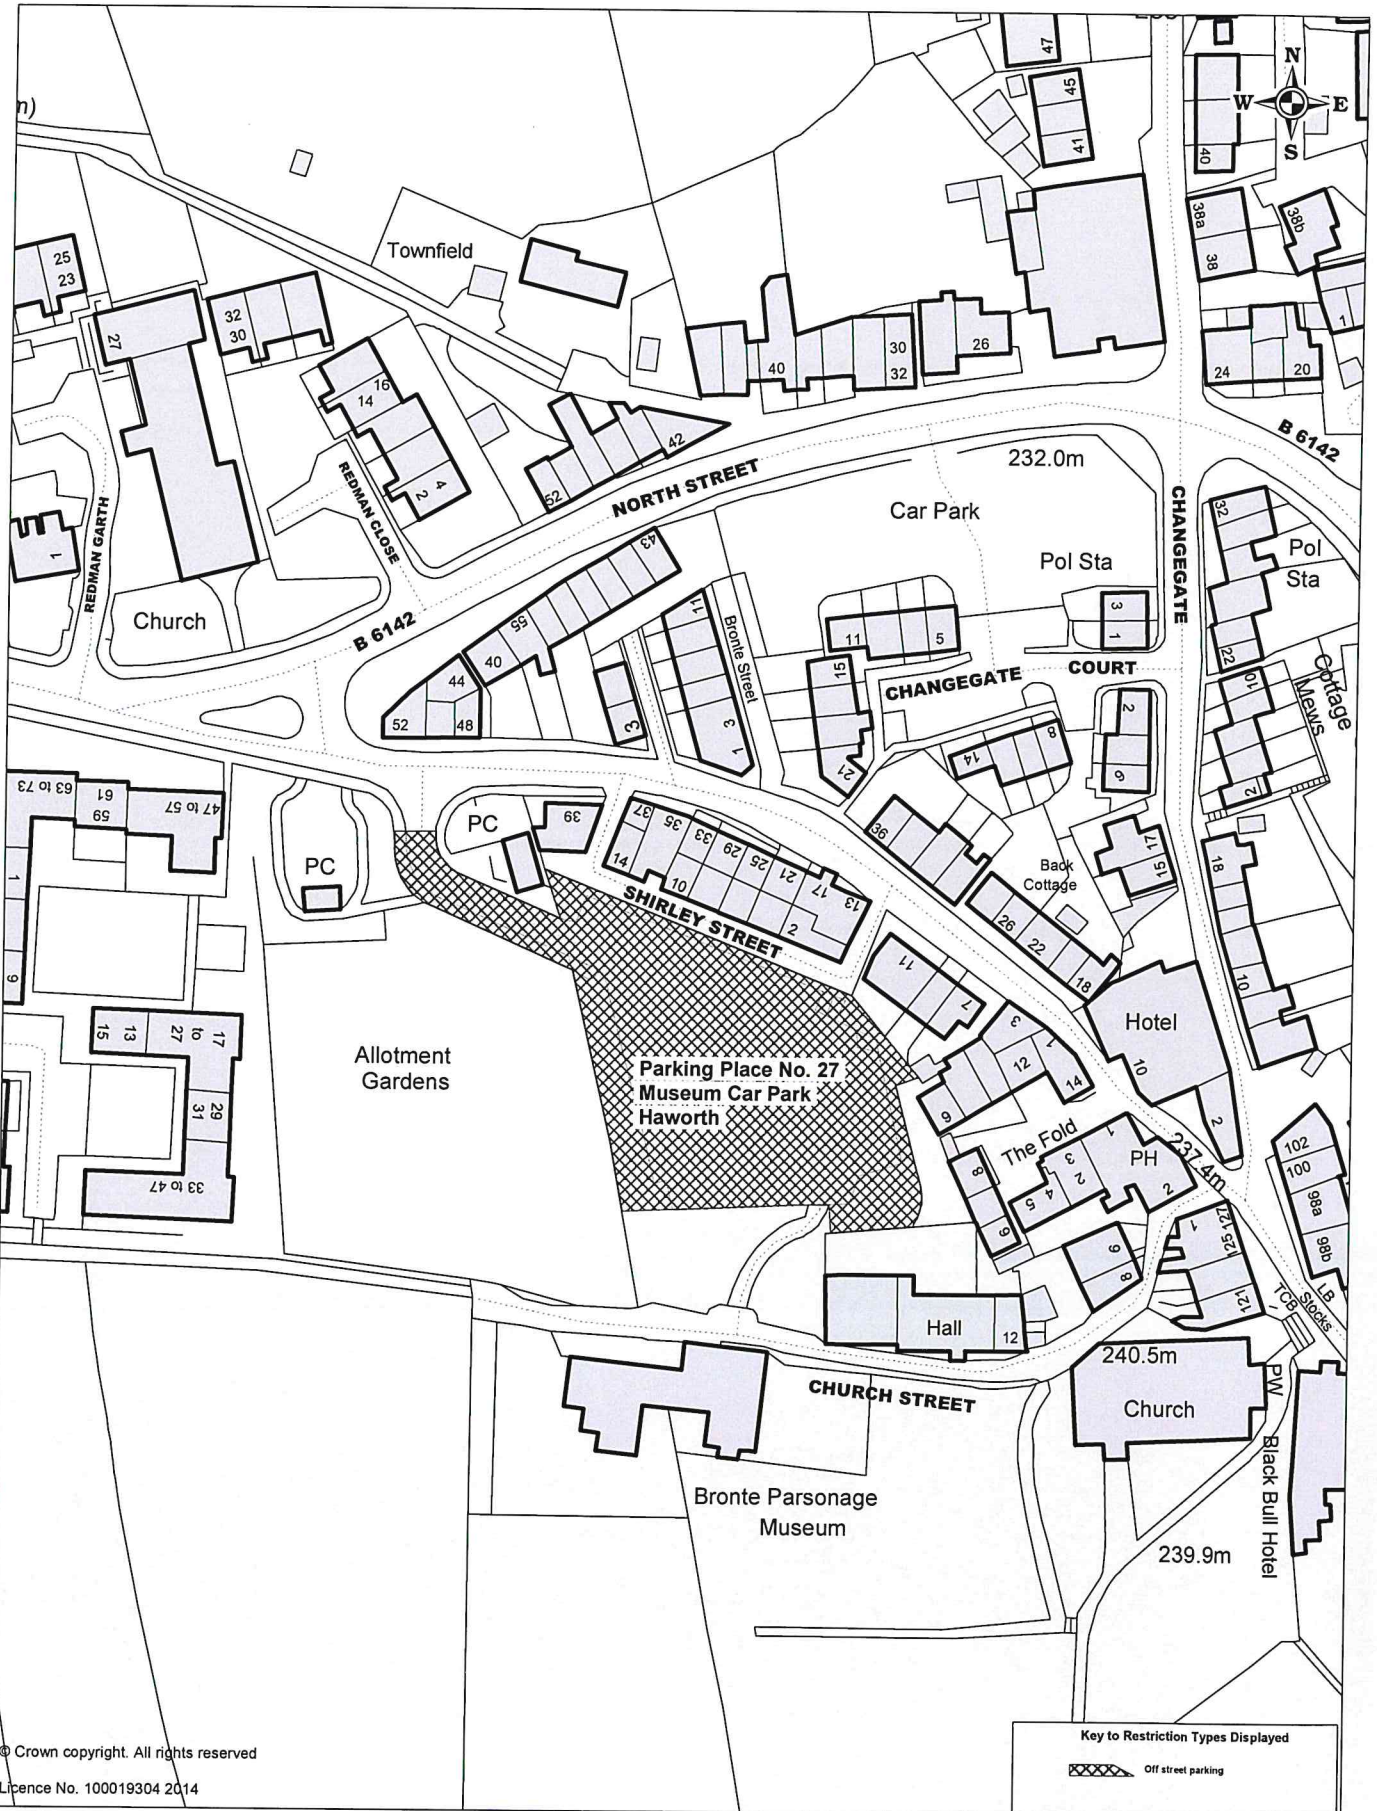 47
45
41
N
W
E
S
40
38a
38
38b
1
24
20
n)
Townfield
25
23
27
32
30
16
14
4
2
REDMAN CLOSE
REDMAN GARTH
1
Church
40
30
32
26
42
52
NORTH STREET
B 6142
232.0m
Car Park
Pol Sta
CHANGEGATE
B 6142
32
Pol
Sta
22
10
2
Cottage
Mews
43
55
40
44
52
48
3
11
Bronte Street
3
1
11
5
15
21
CHANGEGATE
COURT
3
1
2
6
14
8
36
Back
Cottage
15 17
18
10
26
22
18
63 to 73
61
59
47 to 57
1
9
PC
PC
39
37
35
33
29
25
21
17
13
14
10
2
SHIRLEY STREET
11
7
Hotel
10
2
3
1
12
14
9
15
13
27
to
17
29
31
33 to 47
Allotment
Gardens
Parking Place No. 27
Museum Car Park
Haworth
The Fold
1
3
2
4
5
PH
2
237.4m
8
6
9
8
1
125 127
121
102
100
98a
98b
LB
Stocks
TCB
Hall
12
240.5m
Church
PW
CHURCH STREET
Bronte Parsonage
Museum
Black Bull Hotel
239.9m
© Crown copyright. All rights reserved
Licence No. 100019304 2014
Key to Restriction Types Displayed
Off street parking